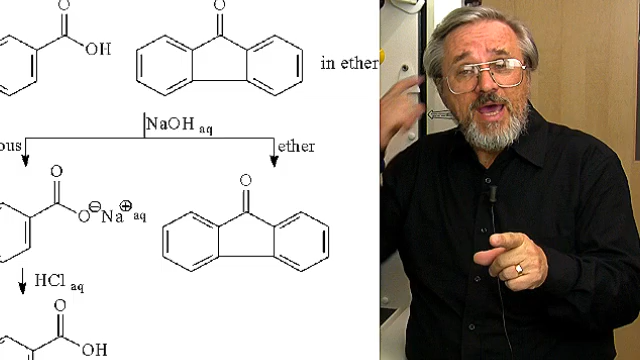 O O
OH in ether
NaOH aq
ous ether
O O
O⊖Na⊕ aq
HCl aq
O
OH